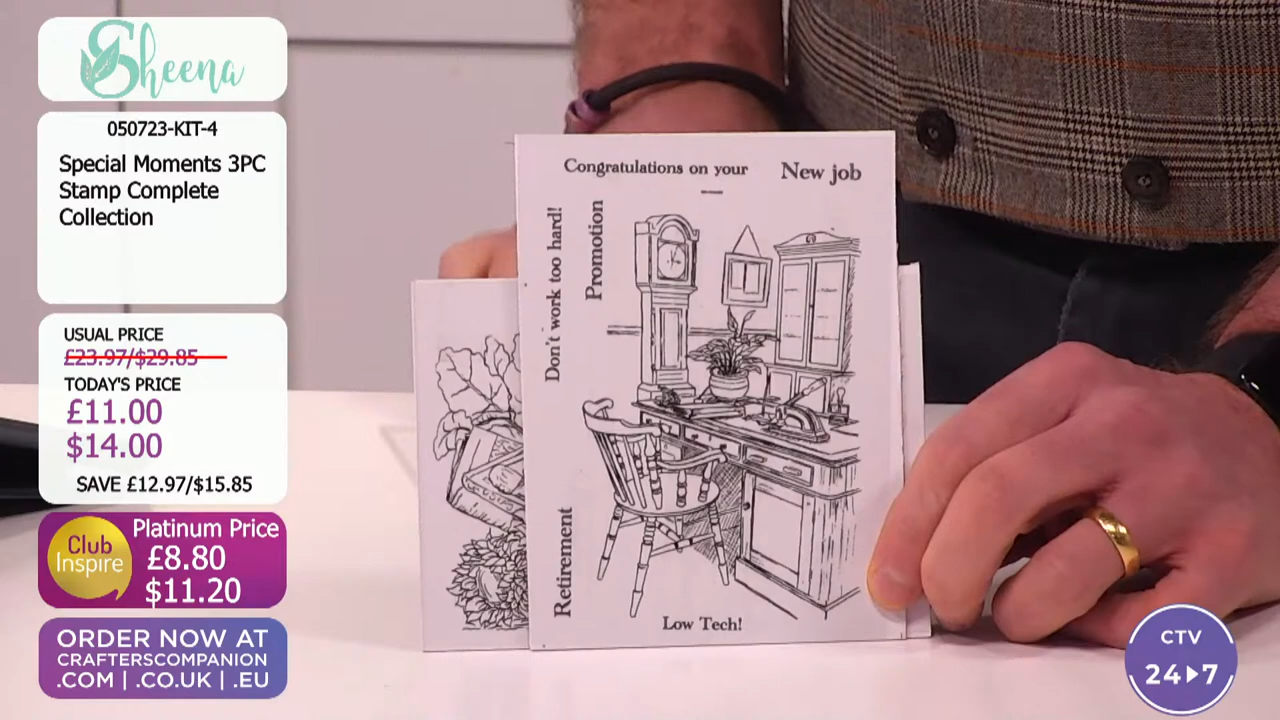 Sheena
050723-KIT-4
Special Moments 3PC
Stamp Complete
Collection
USUAL PRICE
£23.97/$29.85
TODAY'S PRICE
£11.00
$14.00
SAVE £12.97/$15.85
Club
Inspire
Platinum Price
£8.80
$11.20
ORDER NOW AT
CRAFTERSCOMPANION
.COM | .CO.UK | .EU
Congratulations on your
New job
Don't work too hard!
Promotion
Retirement
Low Tech!
CTV
24▶7